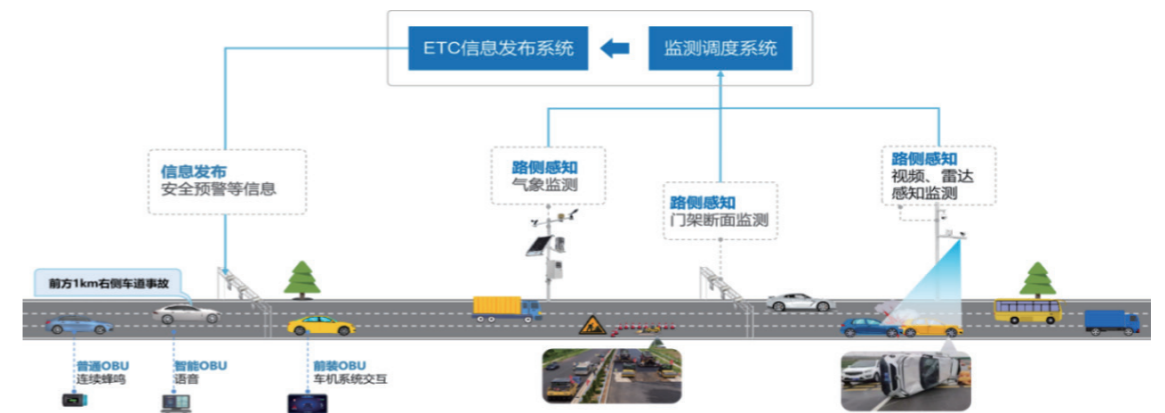 ETC信息发布系统
监测调度系统
信息发布
安全预警等信息
路侧感知
气象监测
路侧感知
门架断面监测
路侧感知
视频、雷达
感知监测
前方1km右侧车道事故
普通OBU
连续蜂鸣
智能OBU
语音
前装OBU
车机系统交互